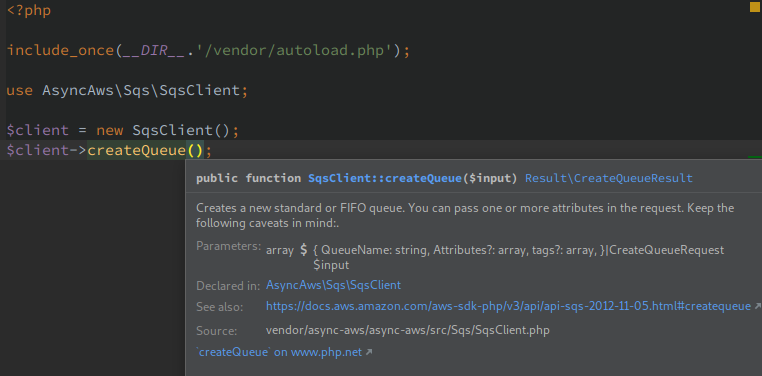 <?php
include_once(__DIR__.'/vendor/autoload.php');
use AsyncAws\Sqs\SqsClient;
$client = new SqsClient();
$client->createQueue();
public function SqsClient::createQueue($input) Result\CreateQueueResult
Creates a new standard or FIFO queue. You can pass one or more attributes in the request. Keep the
following caveats in mind:.
Parameters: array $ { QueueName: string, Attributes?: array, tags?: array, }|CreateQueueRequest
$input
Declared in: AsyncAws\Sqs\SqsClient
See also: https://docs.aws.amazon.com/aws-sdk-php/v3/api/api-sqs-2012-11-05.html#createqueue
Source: vendor/async-aws/async-aws/src/Sqs/SqsClient.php
`createQueue` on www.php.net